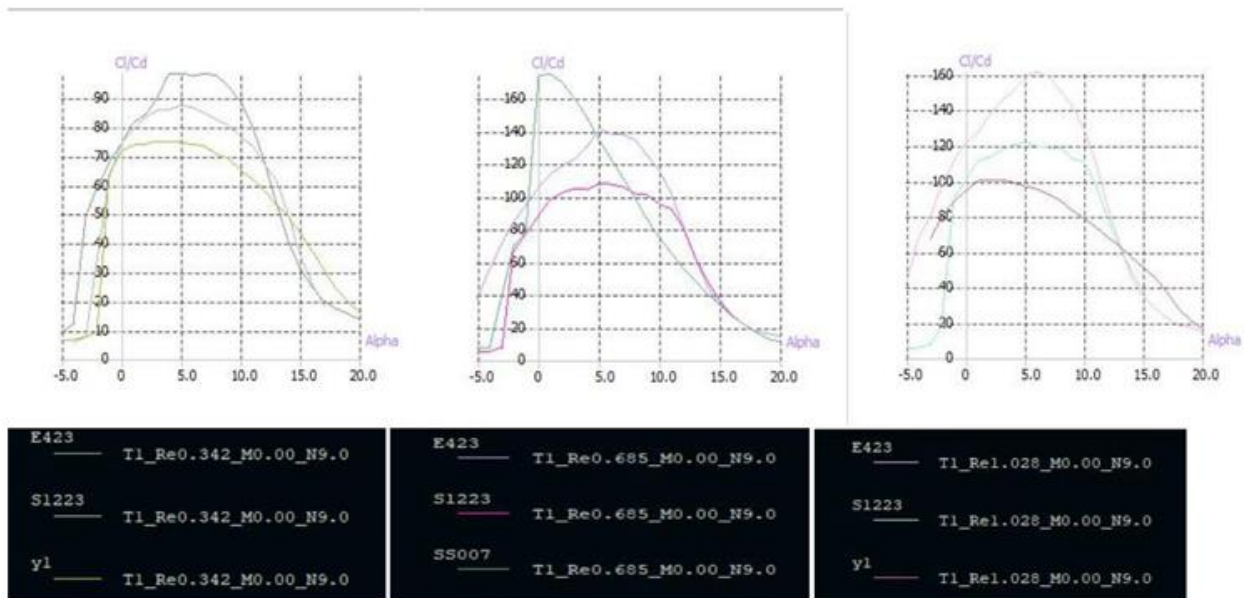 Cl/Cd
90
80
70
60
50
40
30
20
10
0
Alpha
-5.0 0 5.0 10.0 15.0 20.0
Cl/Cd
160
140
120
100
80
60
40
20
0
Alpha
-5.0 0 5.0 10.0 15.0 20.0
Cl/Cd
160
140
120
100
80
60
40
20
0
Alpha
-5.0 0 5.0 10.0 15.0 20.0
E423
T1_Re0.342_M0.00_N9.0
S1223
T1_Re0.342_M0.00_N9.0
y1
T1_Re0.342_M0.00_N9.0
E423
T1_Re0.685_M0.00_N9.0
S1223
T1_Re0.685_M0.00_N9.0
SS007
T1_Re0.685_M0.00_N9.0
E423
T1_Re1.028_M0.00_N9.0
S1223
T1_Re1.028_M0.00_N9.0
y1
T1_Re1.028_M0.00_N9.0